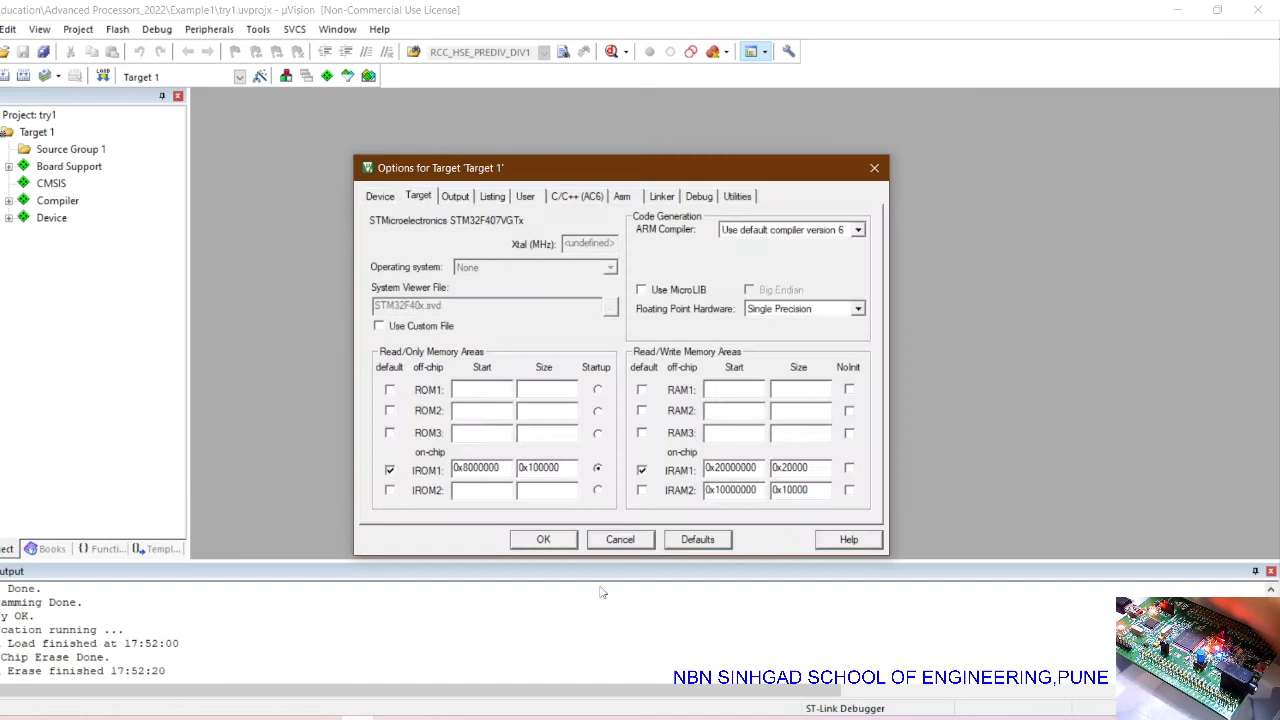 ducation\Advanced Processors_2022\Example1\try1.uvprojx - µVision [Non-Commercial Use License]
Edit View Project Flash Debug Peripherals Tools SVCS Window Help
RCC_HSE_PREDIV_DIV1
LOAD Target 1
Project: try1
Target 1
Source Group 1
Board Support
CMSIS
Compiler
Device
Options for Target 'Target 1'
Device Target Output Listing User C/C++ (AC6) Asm Linker Debug Utilities
STMicroelectronics STM32F407VGTx
Xtal (MHz): <undefined>
Operating system: None
System Viewer File:
STM32F40x.svd
...
Use Custom File
Code Generation
ARM Compiler: Use default compiler version 6
Use MicroLIB Big Endian
Floating Point Hardware: Single Precision
Read/Only Memory Areas
default off-chip Start Size Startup
ROM1:
ROM2:
ROM3:
on-chip
IROM1: 0x8000000 0x100000
IROM2:
Read/Write Memory Areas
default off-chip Start Size NoInit
RAM1:
RAM2:
RAM3:
on-chip
IRAM1: 0x20000000 0x20000
IRAM2: 0x10000000 0x10000
OK Cancel Defaults Help
ect Books {} Functi... Templ...
utput
Done.
amming Done.
y OK.
cation running ...
Load finished at 17:52:00
Chip Erase Done.
Erase finished 17:52:20
NBN SINHGAD SCHOOL OF ENGINEERING,PUNE
ST-Link Debugger